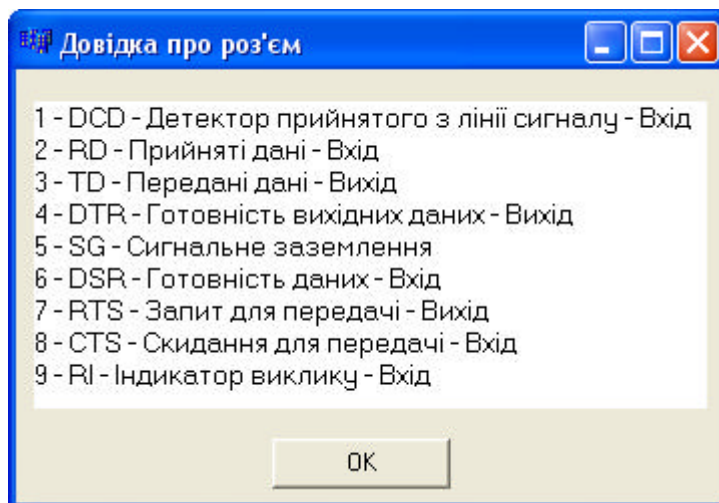 Довідка про роз'єм
1 - DCD - Детектор прийнятого з лінії сигналу - Вхід
2 - RD - Прийняті дані - Вхід
3 - TD - Передані дані - Вихід
4 - DTR - Готовність вихідних даних - Вихід
5 - SG - Сигнальне заземлення
6 - DSR - Готовність даних - Вхід
7 - RTS - Запит для передачі - Вихід
8 - CTS - Скидання для передачі - Вхід
9 - RI - Індикатор виклику - Вхід
OK